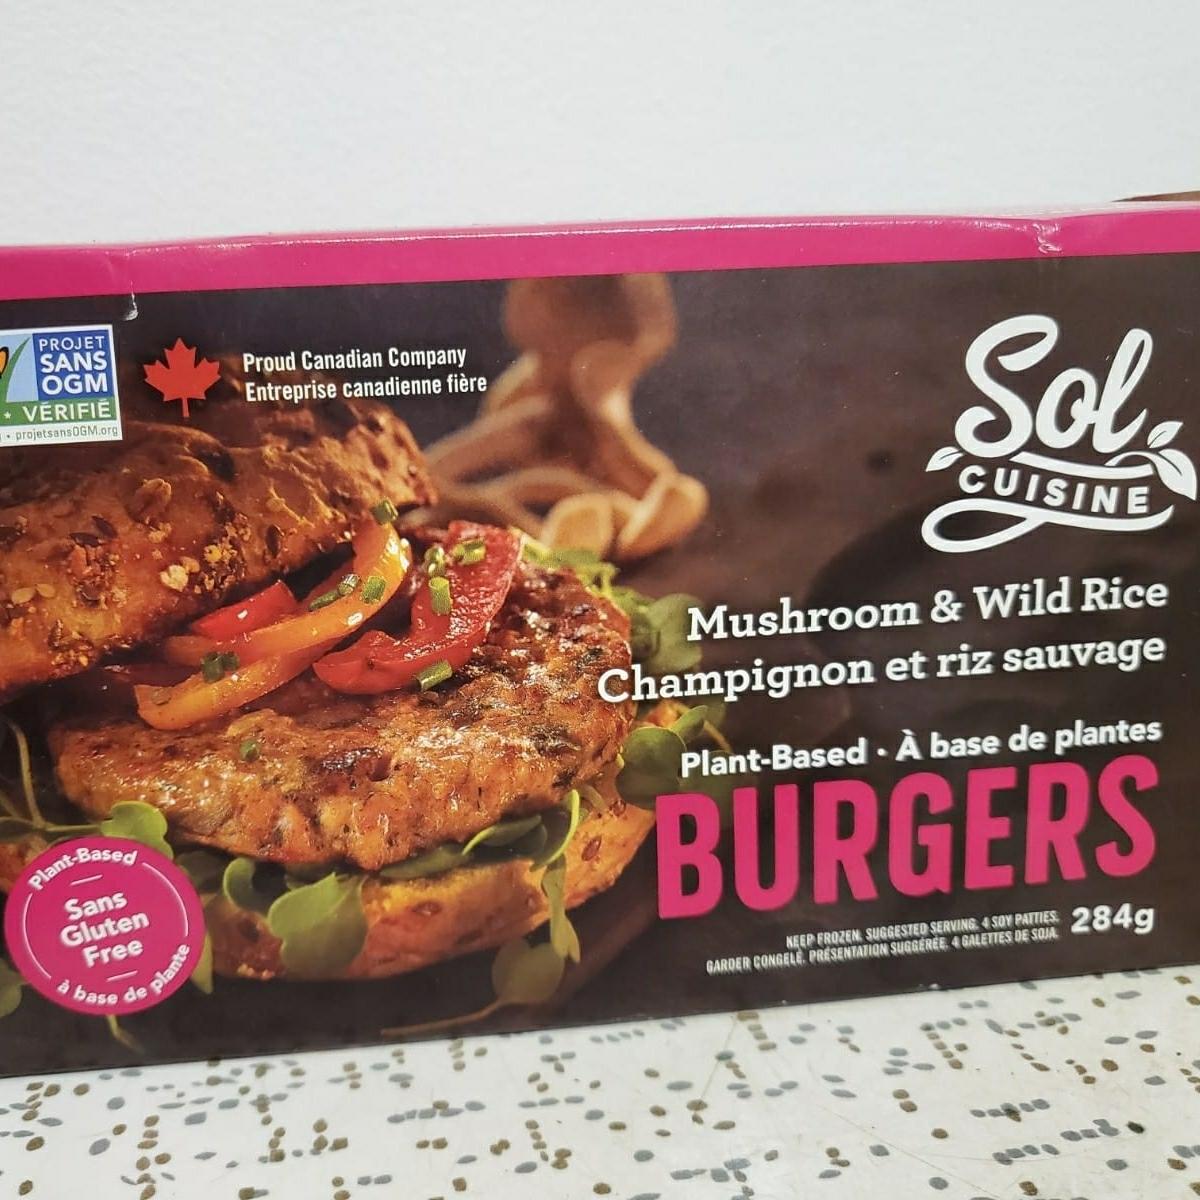 PROJET
SANS
OGM
VÉRIFIÉ
projetsansOGM.org
Proud Canadian Company
Entreprise canadienne fière
Sol
CUISINE
Mushroom & Wild Rice
Champignon et riz sauvage
Plant-Based • À base de plantes
BURGERS
KEEP FROZEN. SUGGESTED SERVING. 4 SOY PATTIES.
GARDER CONGELÉ. PRÉSENTATION SUGGÉRÉE. 4 GALETTES DE SOJA.
284g
Plant-Based
Sans
Gluten
Free
à base de plante